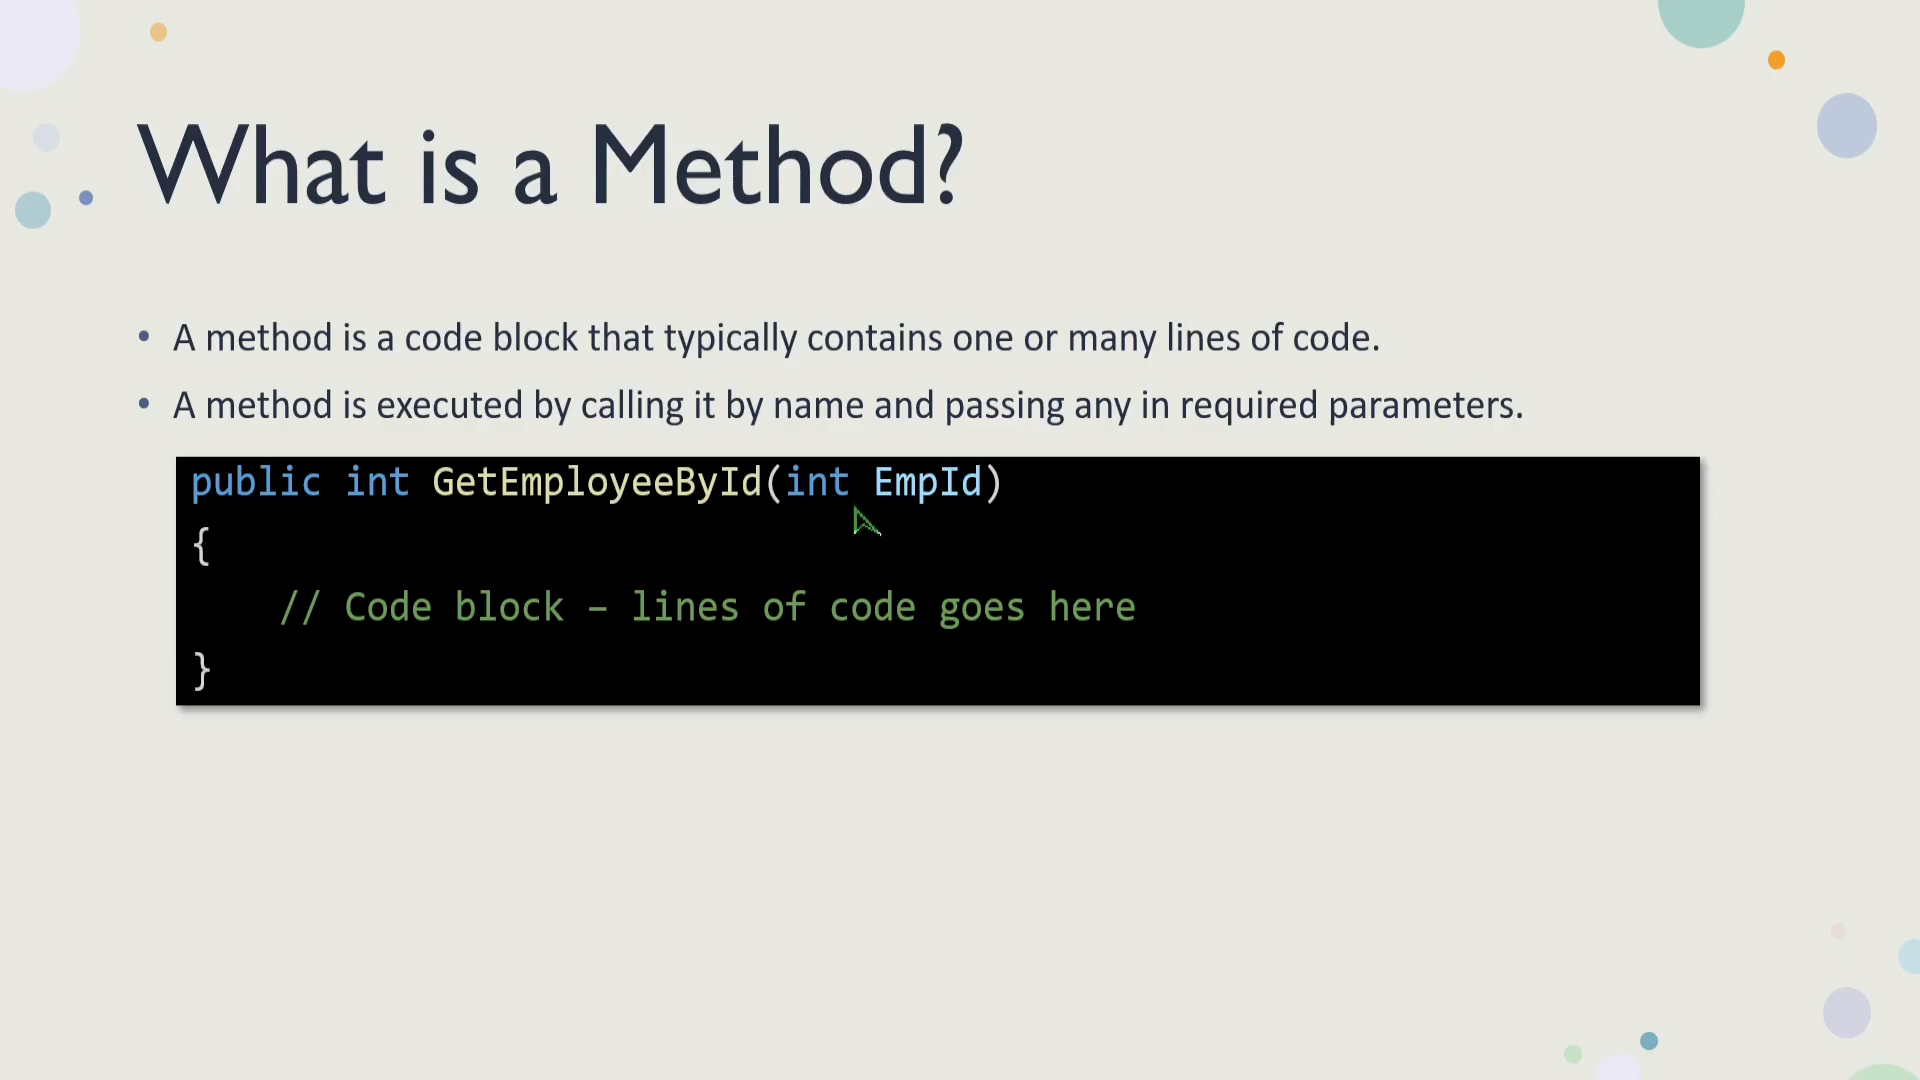 What is a Method?
• A method is a code block that typically contains one or many lines of code.
• A method is executed by calling it by name and passing any in required parameters.
public int GetEmployeeById(int EmpId)
{
    // Code block – lines of code goes here
}